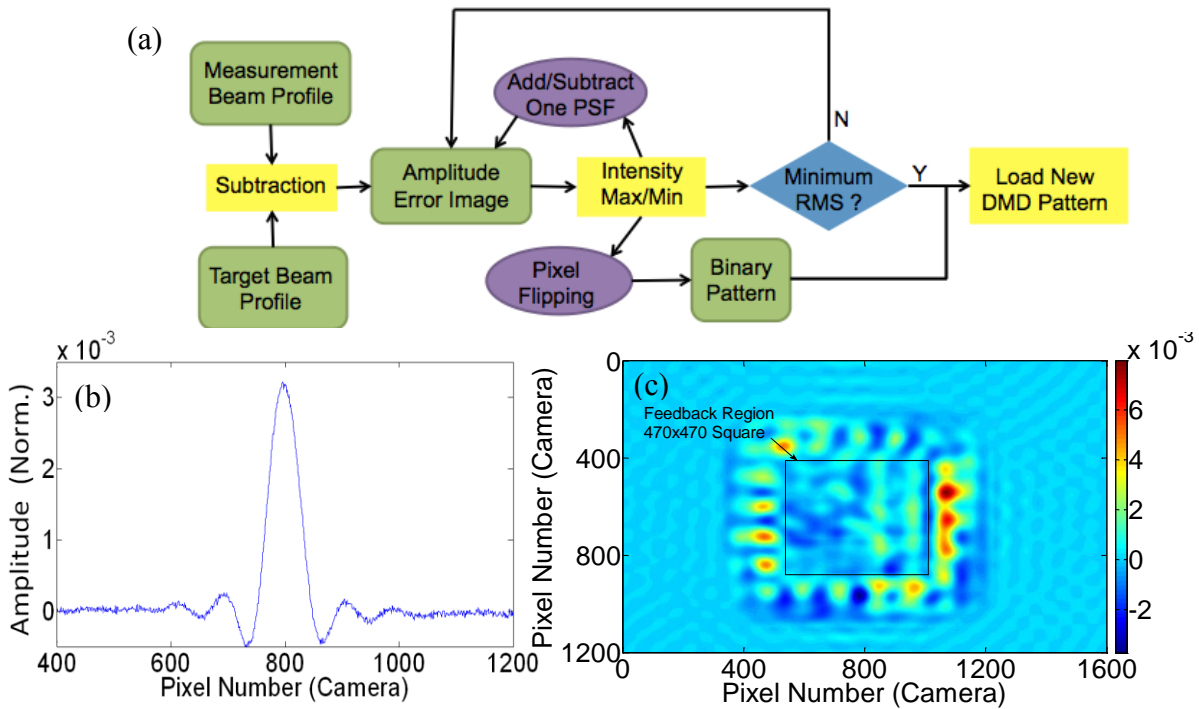 (a)
Measurement
Beam Profile
Subtraction
Target Beam
Profile
Amplitude
Error Image
Add/Subtract
One PSF
Intensity
Max/Min
Pixel
Flipping
Binary
Pattern
Minimum
RMS ?
N
Y
Load New
DMD Pattern
x 10⁻³
(b)
3
2
1
0
Amplitude (Norm.)
400
600
800
1000
1200
Pixel Number (Camera)
(c)
Feedback Region
470x470 Square
0
400
800
1200
Pixel Number (Camera)
0
400
800
1200
1600
Pixel Number (Camera)
x 10⁻³
6
4
2
0
-2